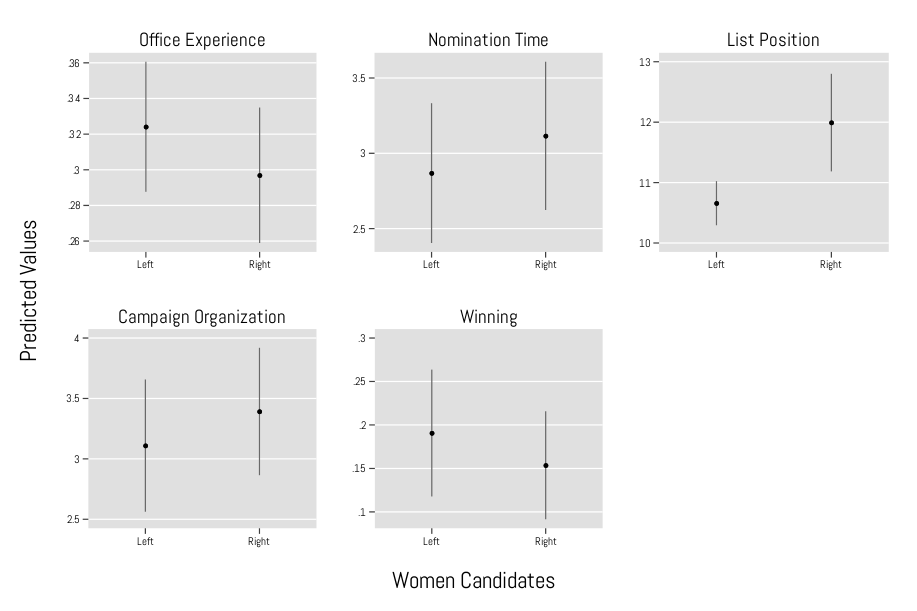 Office Experience
.36
.34
.32
.3
.28
.26
Left Right
Nomination Time
3.5
3
2.5
Left Right
List Position
13
12
11
10
Left Right
Predicted Values
Campaign Organization
4
3.5
3
2.5
Left Right
Winning
.3
.25
.2
.15
.1
Left Right
Women Candidates